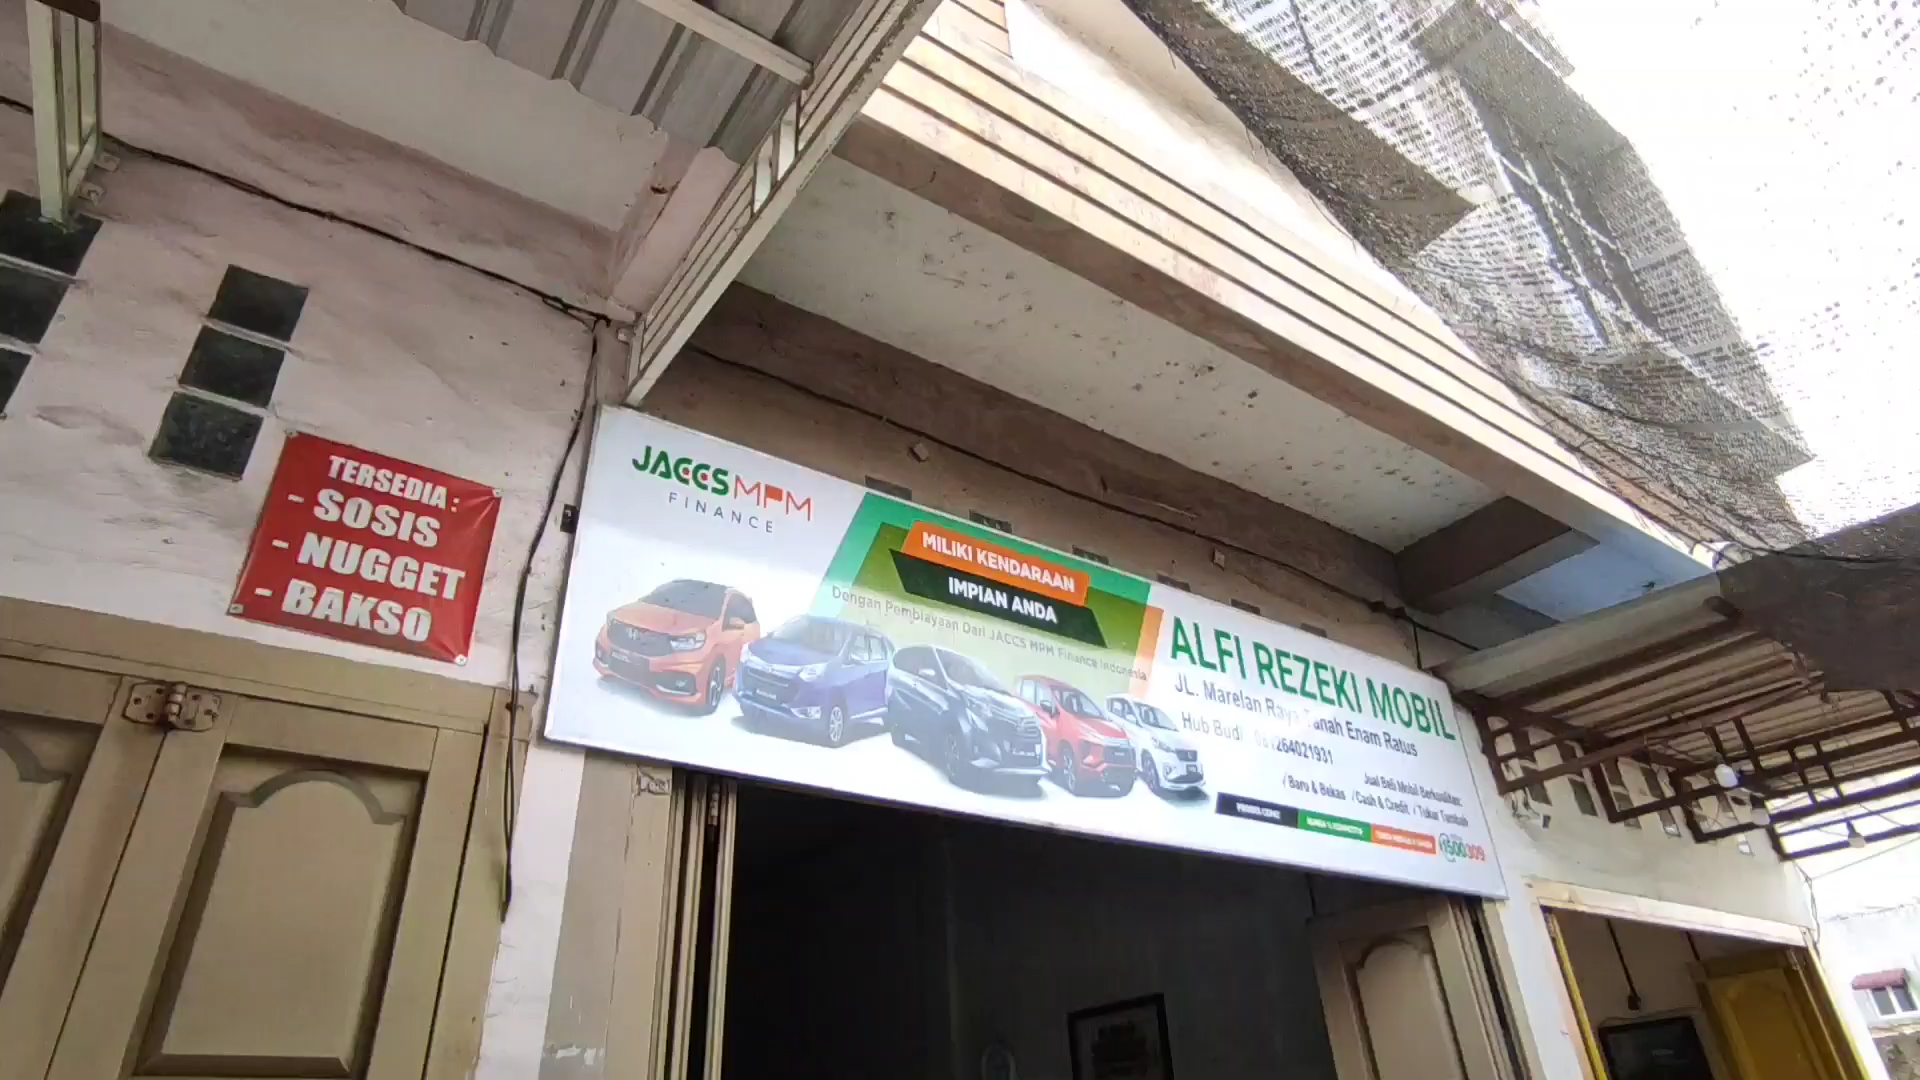 TERSEDIA :
- SOSIS
- NUGGET
- BAKSO
JACCS MPM
FINANCE
MILIKI KENDARAAN
IMPIAN ANDA
Dengan Pembiayaan Dari JACCS MPM Finance Indonesia
ALFI REZEKI MOBIL
JL. Marelan Raya Tanah Enam Ratus
Hub Budi
Jual Beli Mobil Berkualitas:
/ Baru & Bekas / Cash & Credit / Tukar Tambah
1500309